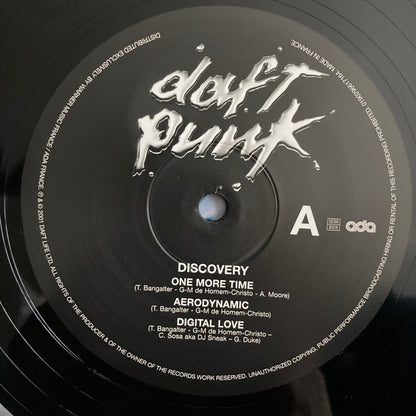 daft
punk
A
GEMA
BIEM
ada
DISCOVERY
ONE MORE TIME
(T. Bangalter - G-M de Homem-Christo - A. Moore)
AERODYNAMIC
(T. Bangalter - G-M de Homem-Christo)
DIGITAL LOVE
(T. Bangalter - G-M de Homem-Christo –
C. Sosa aka DJ Sneak – G. Duke)
℗ & © 2001 DAFT LIFE LTD. ALL RIGHTS OF THE PRODUCER & OF THE OWNER OF THE RECORDS WORK RESERVED. UNAUTHORIZED COPYING, PUBLIC PERFORMANCE BROADCASTING HIRING OR RENTAL OF THIS RECORDING PROHIBITED
MADE IN FRANCE.
DISTRIBUTED EXCLUSIVELY BY WARNER MUSIC FRANCE/ADA FRANCE.